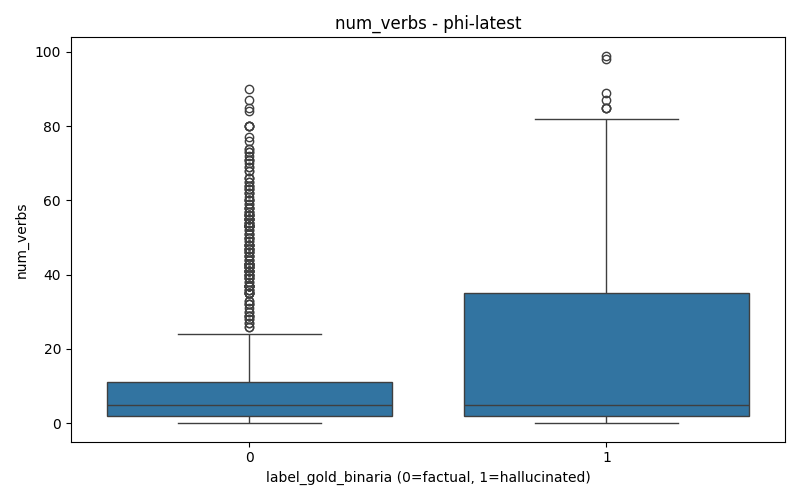 num_verbs - phi-latest
100
80
60
40
20
0
num_verbs
0 1
label_gold_binaria (0=factual, 1=hallucinated)